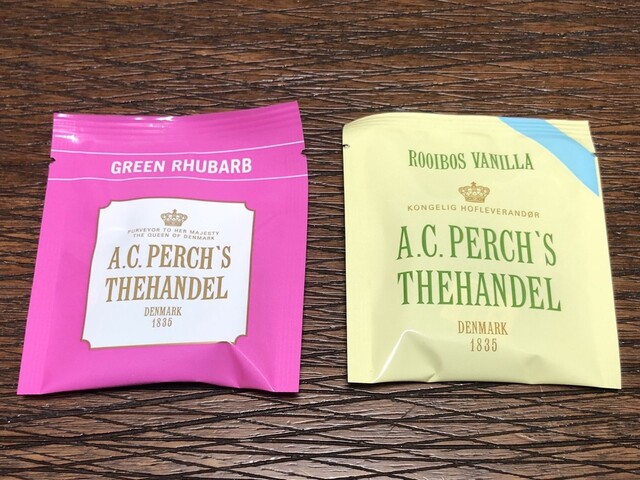 GREEN RHUBARB
PURVEYOR TO HER MAJESTY
THE QUEEN OF DENMARK
A.C. PERCH`S
THEHANDEL
DENMARK
1835
ROOIBOS VANILLA
KONGELIG HOFLEVERANDØR
A.C. PERCH`S
THEHANDEL
DENMARK
1835